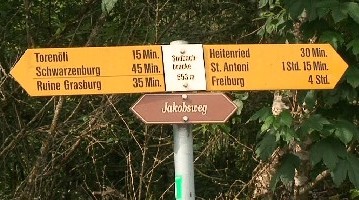 Torenöli 15 Min.
Schwarzenburg 45 Min.
Ruine Grasburg 35 Min.
953 m
Heitenried 30 Min.
St. Antoni 1 Std. 15 Min.
Freiburg 4 Std.
Jakobsweg